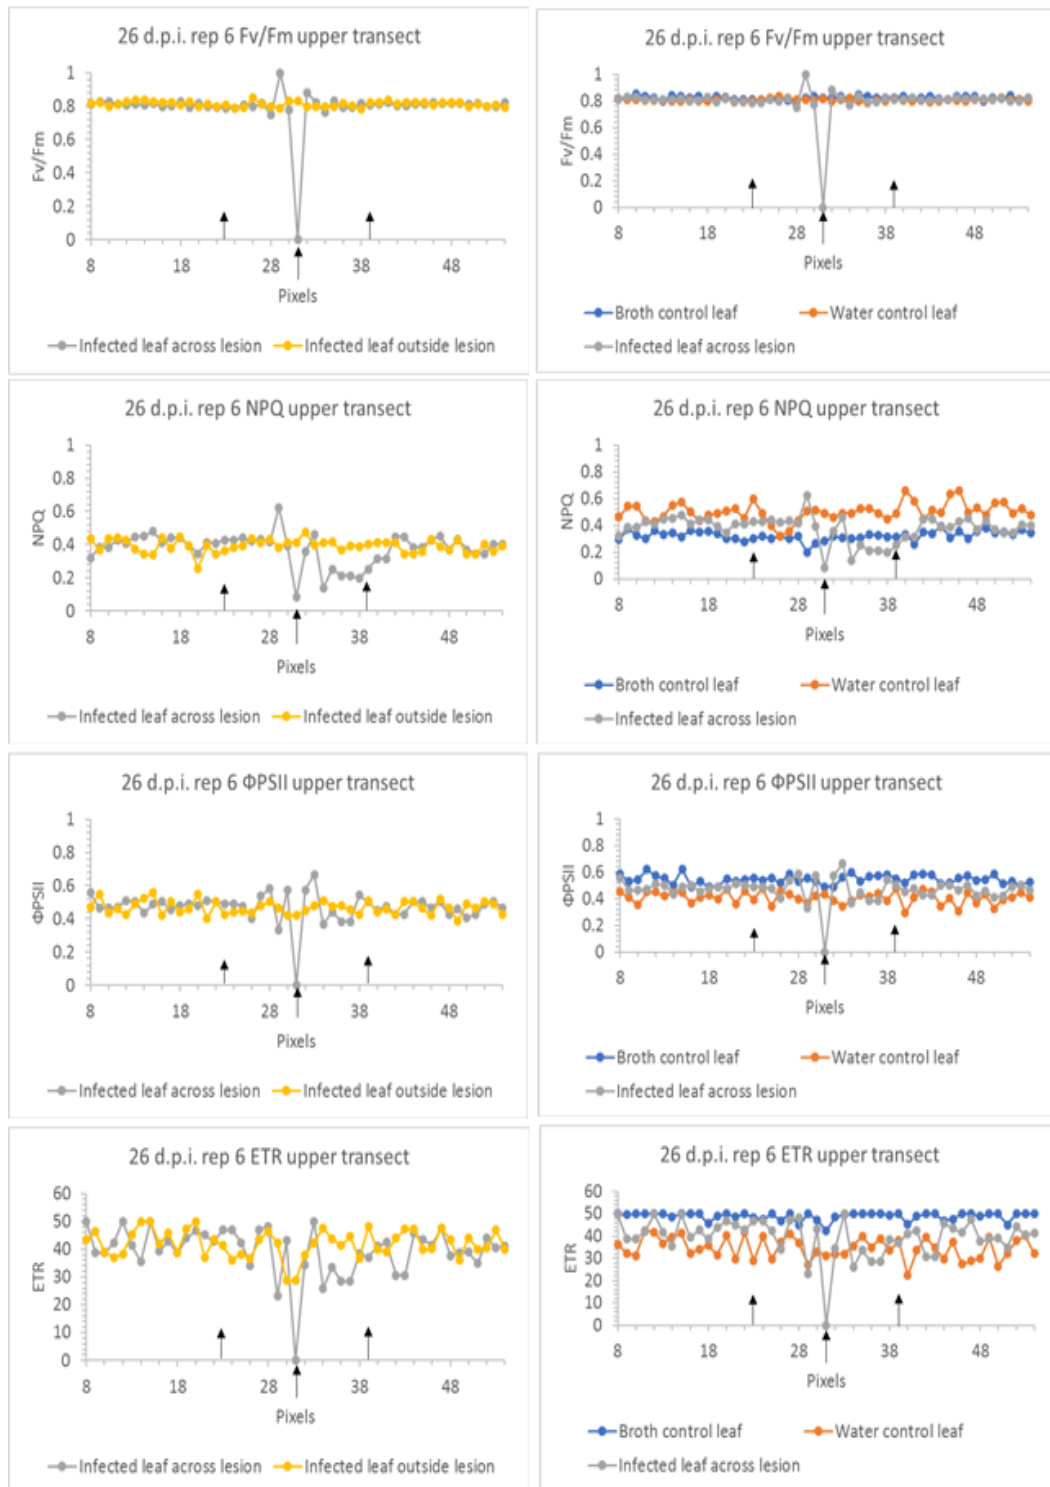 26 d.p.i. rep 6 Fv/Fm upper transect
1
0.8
0.6
0.4
0.2
0
Fv/Fm
8 18 28 38 48
Pixels
Infected leaf across lesion Infected leaf outside lesion
26 d.p.i. rep 6 Fv/Fm upper transect
1
0.8
0.6
0.4
0.2
0
Fv/Fm
8 18 28 38 48
Pixels
Broth control leaf Water control leaf
Infected leaf across lesion
26 d.p.i. rep 6 NPQ upper transect
1
0.8
0.6
0.4
0.2
0
NPQ
8 18 28 38 48
Pixels
Infected leaf across lesion Infected leaf outside lesion
26 d.p.i. rep 6 NPQ upper transect
1
0.8
0.6
0.4
0.2
0
NPQ
8 18 28 38 48
Pixels
Broth control leaf Water control leaf
Infected leaf across lesion
26 d.p.i. rep 6 ΦPSII upper transect
1
0.8
0.6
0.4
0.2
0
ΦPSII
8 18 28 38 48
Pixels
Infected leaf across lesion Infected leaf outside lesion
26 d.p.i. rep 6 ΦPSII upper transect
1
0.8
0.6
0.4
0.2
0
ΦPSII
8 18 28 38 48
Pixels
Broth control leaf Water control leaf
Infected leaf across lesion
26 d.p.i. rep 6 ETR upper transect
60
50
40
30
20
10
0
ETR
8 18 28 38 48
Pixels
Infected leaf across lesion Infected leaf outside lesion
26 d.p.i. rep 6 ETR upper transect
60
50
40
30
20
10
0
ETR
8 18 28 38 48
Pixels
Broth control leaf Water control leaf
Infected leaf across lesion